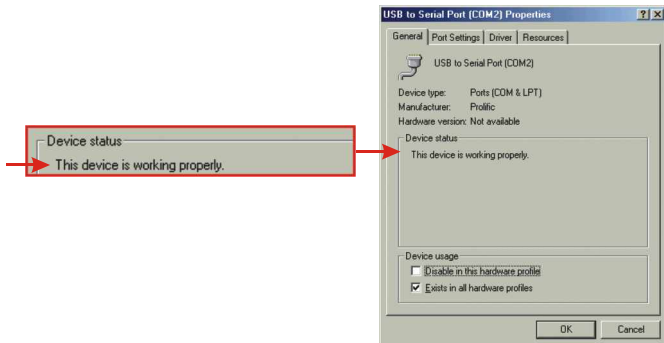 Device status
This device is working properly.
USB to Serial Port (COM2) Properties
General Port Settings Driver Resources
USB to Serial Port (COM2)
Device type: Ports (COM & LPT)
Manufacturer: Prolific
Hardware version: Not available
Device status
This device is working properly.
Device usage
Disable in this hardware profile
Exists in all hardware profiles
OK Cancel